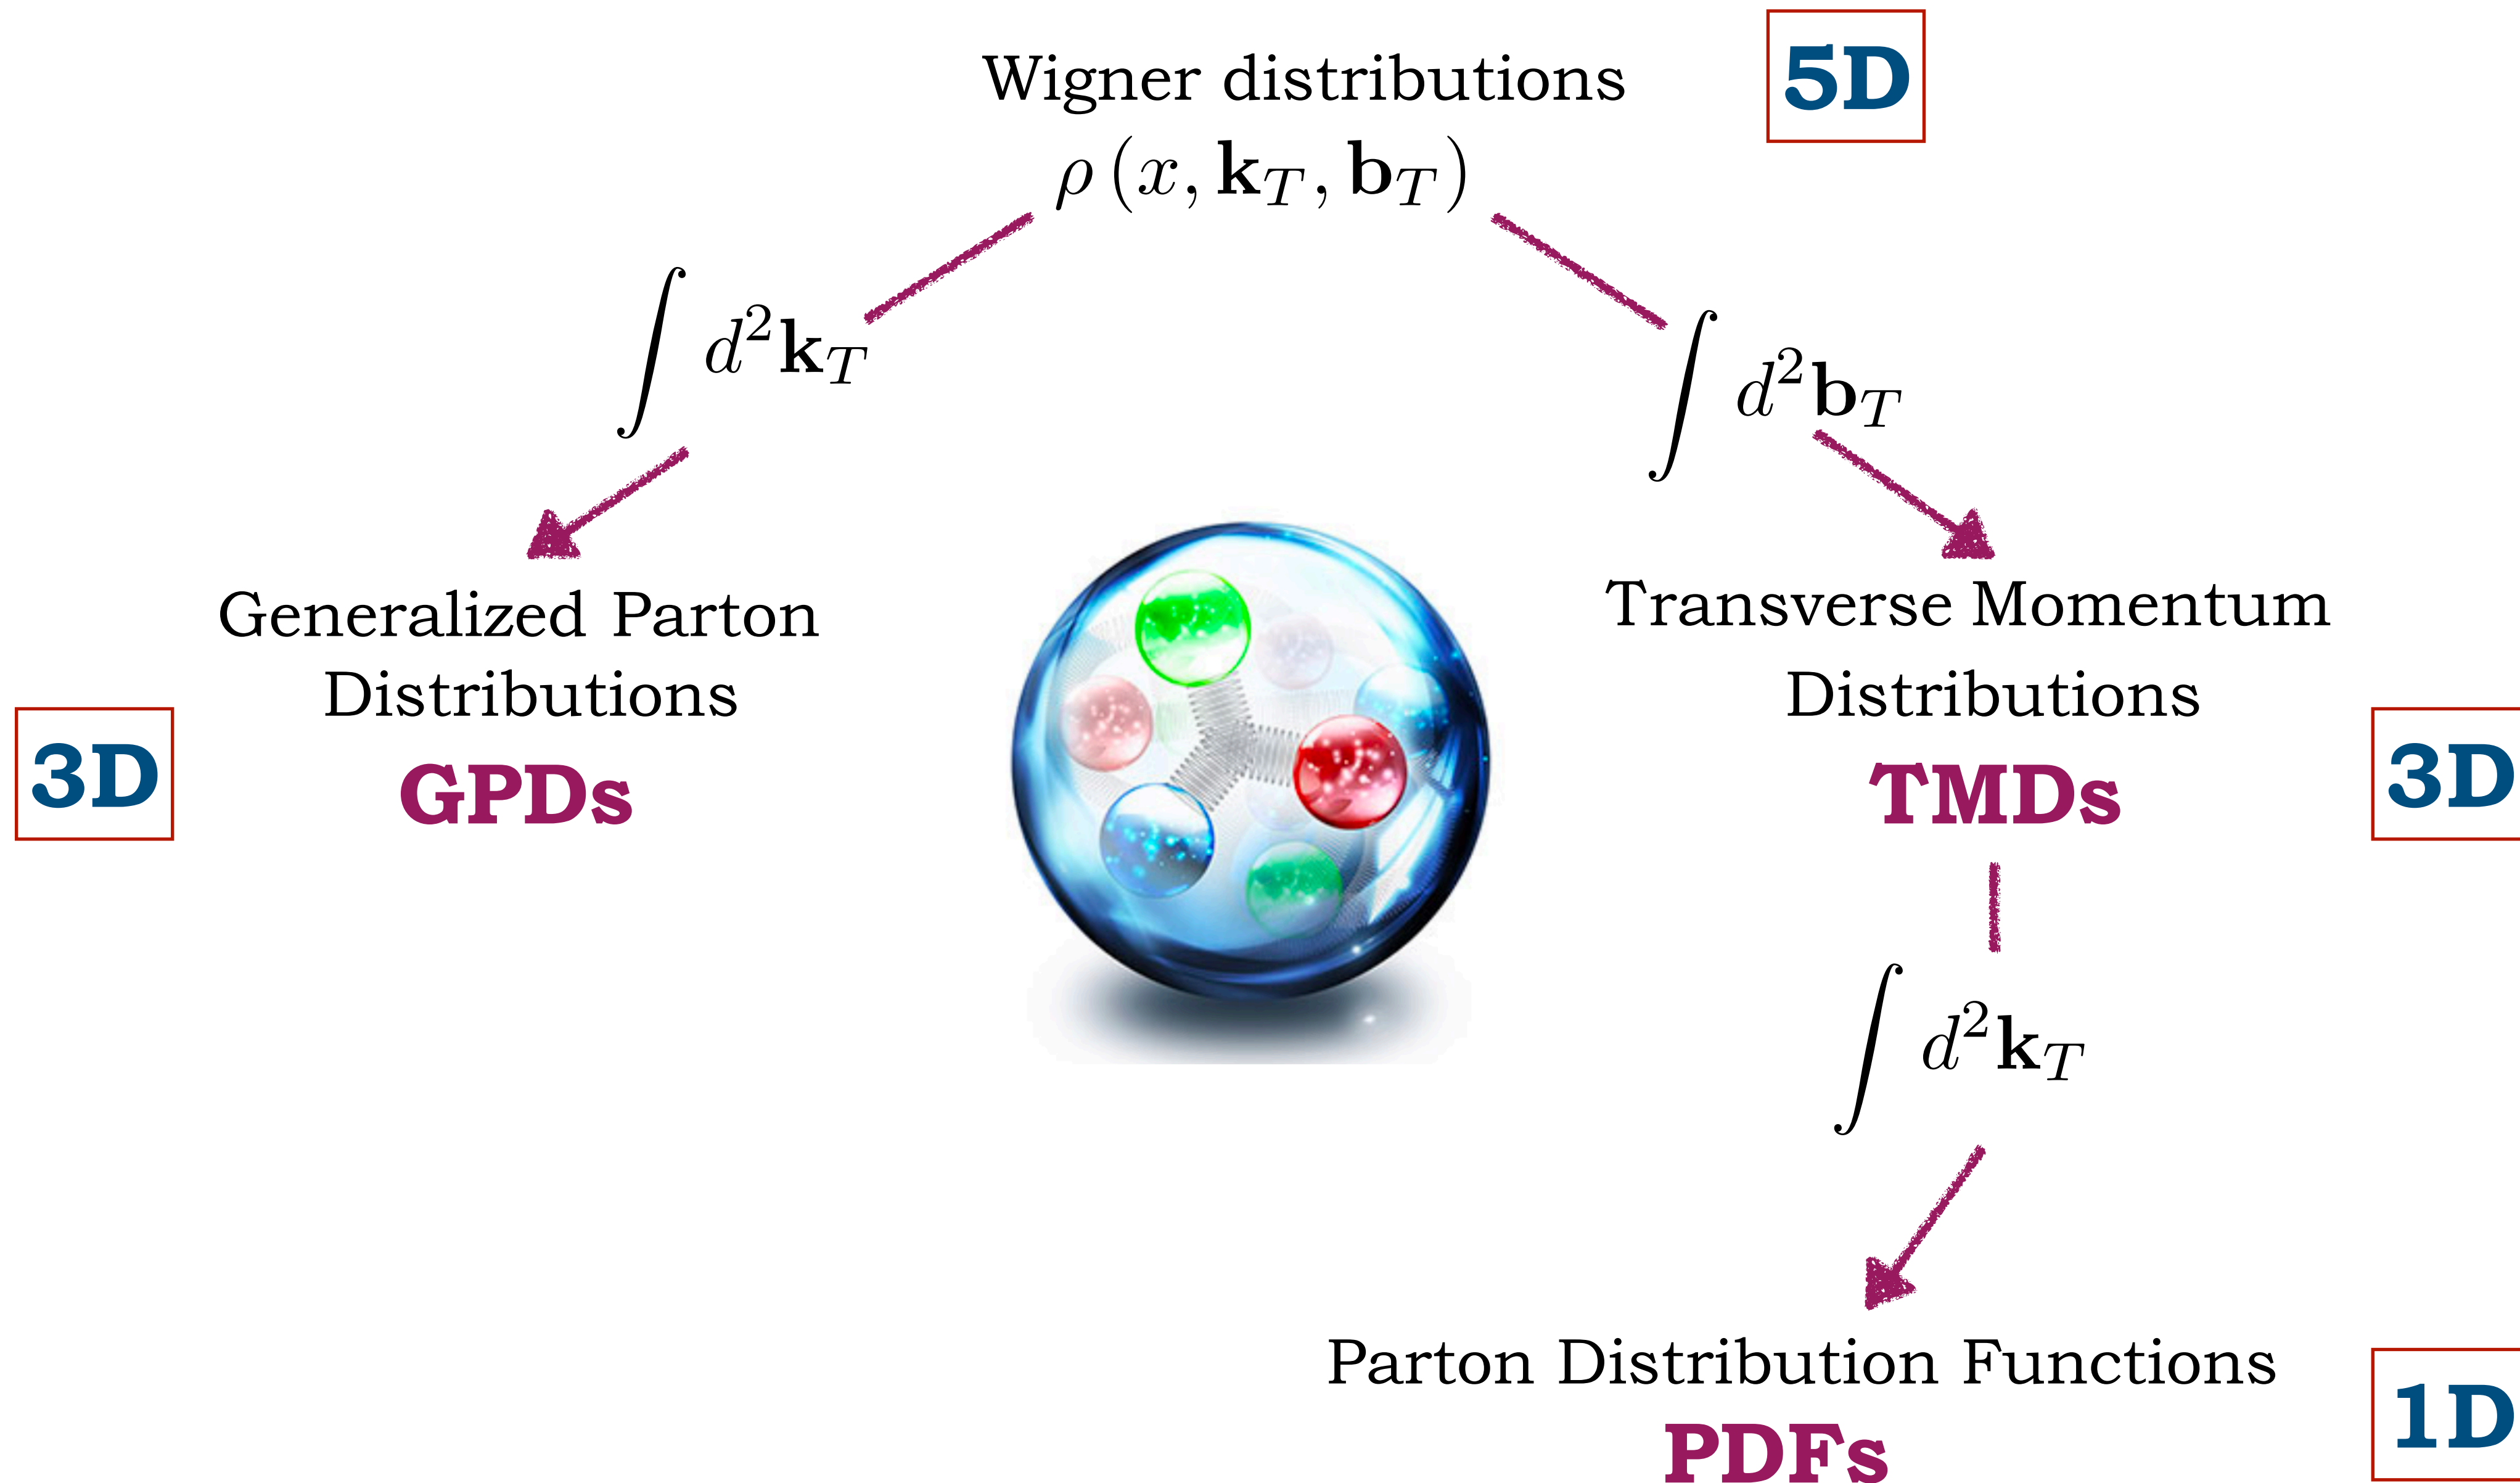 Wigner distributions
5D
ρ (x, k_T, b_T)
∫ d²k_T
∫ d²b_T
Generalized Parton
Distributions
GPDs
3D
Transverse Momentum
Distributions
TMDs
3D
∫ d²k_T
Parton Distribution Functions
PDFs
1D